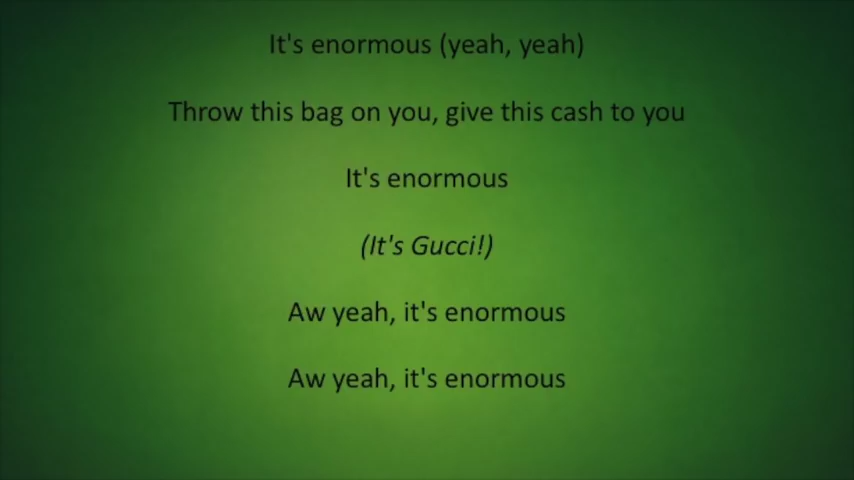 It's enormous (yeah, yeah)
Throw this bag on you, give this cash to you
It's enormous
(It's Gucci!)
Aw yeah, it's enormous
Aw yeah, it's enormous